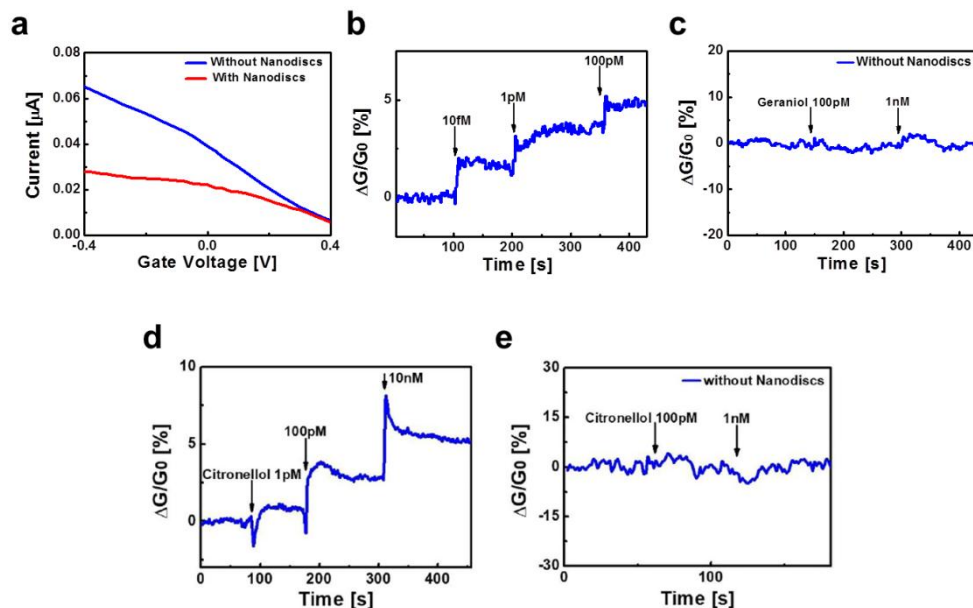 a
0.08
0.06
0.04
0.02
0.00
Current [μA]
Without Nanodiscs
With Nanodiscs
-0.4
0.0
0.4
Gate Voltage [V]
b
5
0
ΔG/G0 [%]
10fM
1pM
100pM
0
100
200
300
400
Time [s]
c
20
10
0
-10
-20
ΔG/G0 [%]
Without Nanodiscs
Geraniol 100pM
1nM
0
100
200
300
400
Time [s]
d
10
5
0
ΔG/G0 [%]
Citronellol 1pM
100pM
10nM
0
100
200
300
400
Time [s]
e
30
15
0
-15
-30
ΔG/G0 [%]
without Nanodiscs
Citronellol 100pM
1nM
0
100
Time [s]